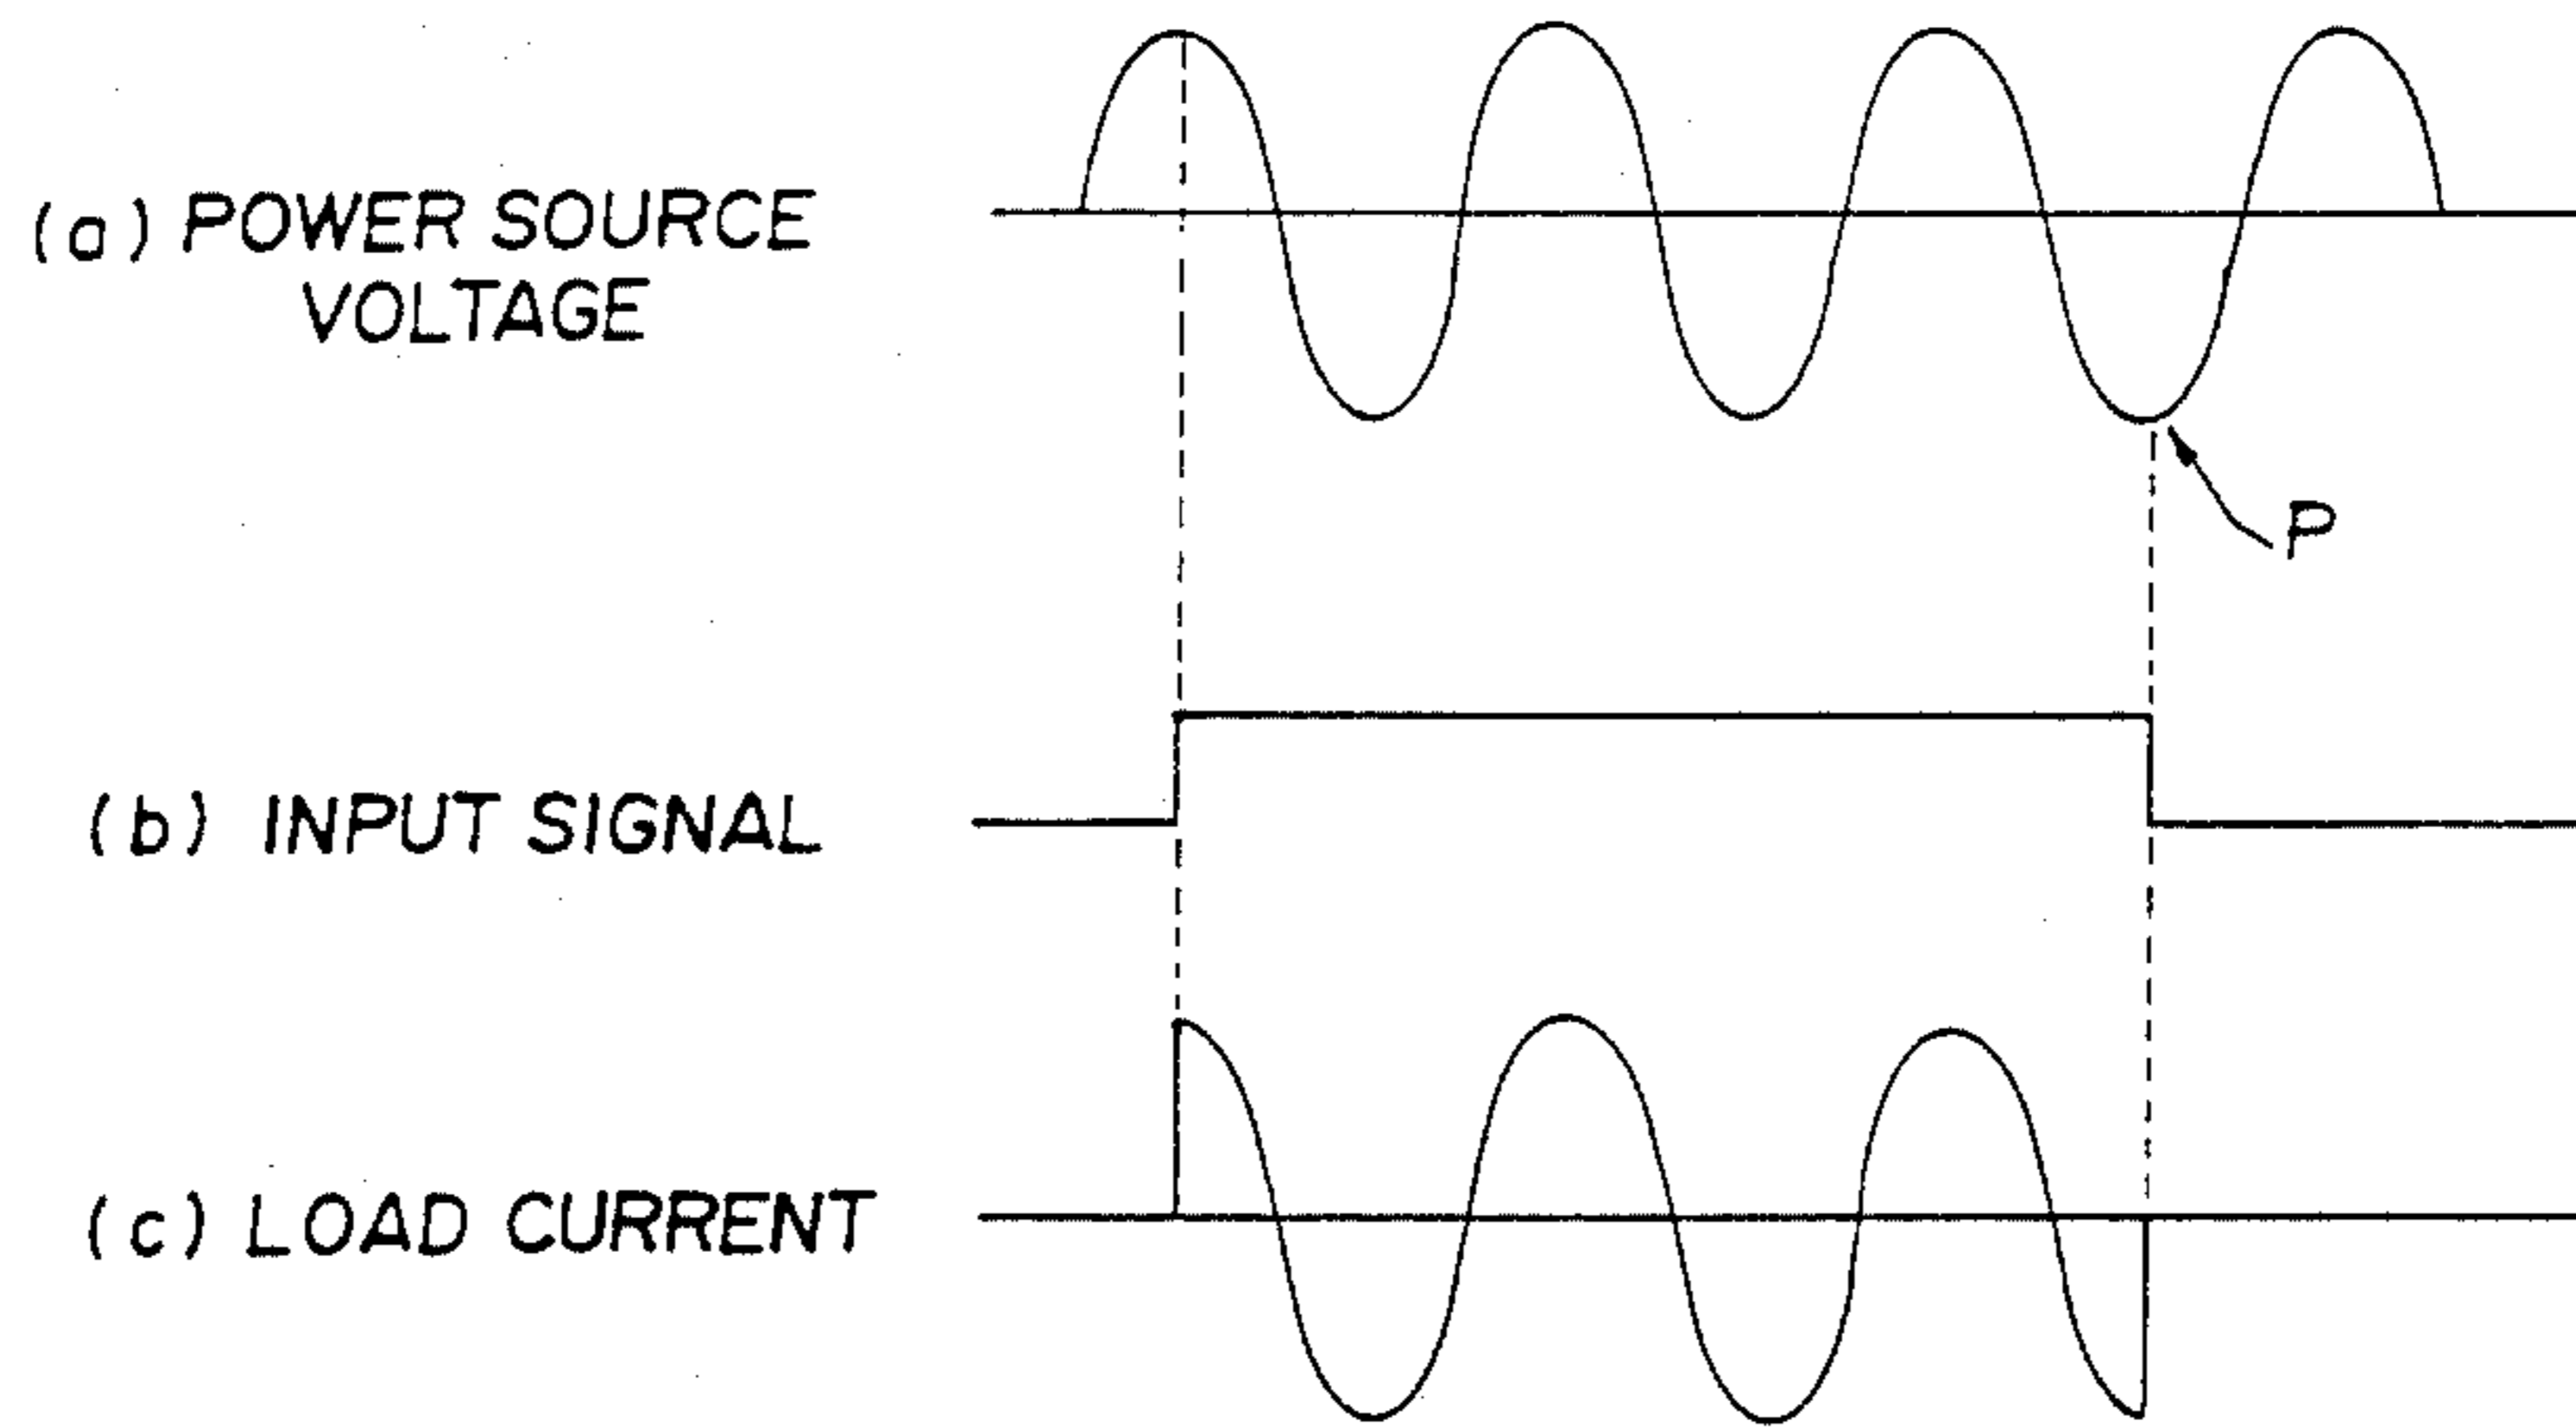 (a) POWER SOURCE
VOLTAGE
P
(b) INPUT SIGNAL
(c) LOAD CURRENT